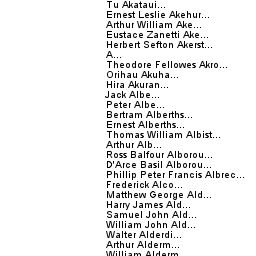 Tu Akataui...
Ernest Leslie Akehur...
Arthur William Ake...
Eustace Zanetti Ake...
Herbert Sefton Akerst...
A...
Theodore Fellowes Akro...
Orihau Akuha...
Hira Akuran...
Jack Albe...
Peter Albe...
Bertram Alberths...
Ernest Alberths...
Thomas William Albist...
Arthur Alb...
Ross Balfour Alborou...
D'Arce Basil Alborou...
Phillip Peter Francis Albrec...
Frederick Alco...
Matthew George Ald...
Harry James Ald...
Samuel John Ald...
William John Ald...
Walter Alderdi...
Arthur Alderm...
William Alderm...